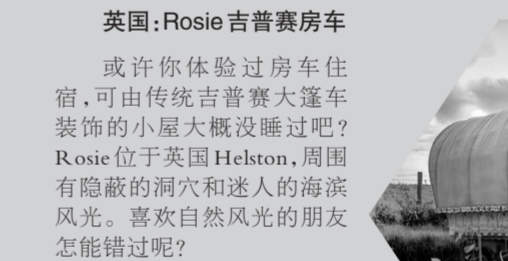 英国:Rosie吉普赛房车
或许你体验过房车住
宿,可由传统吉普赛大篷车
装饰的小屋大概没睡过吧?
Rosie位于英国Helston,周围
有隐蔽的洞穴和迷人的海滨
风光。喜欢自然风光的朋友
怎能错过呢?